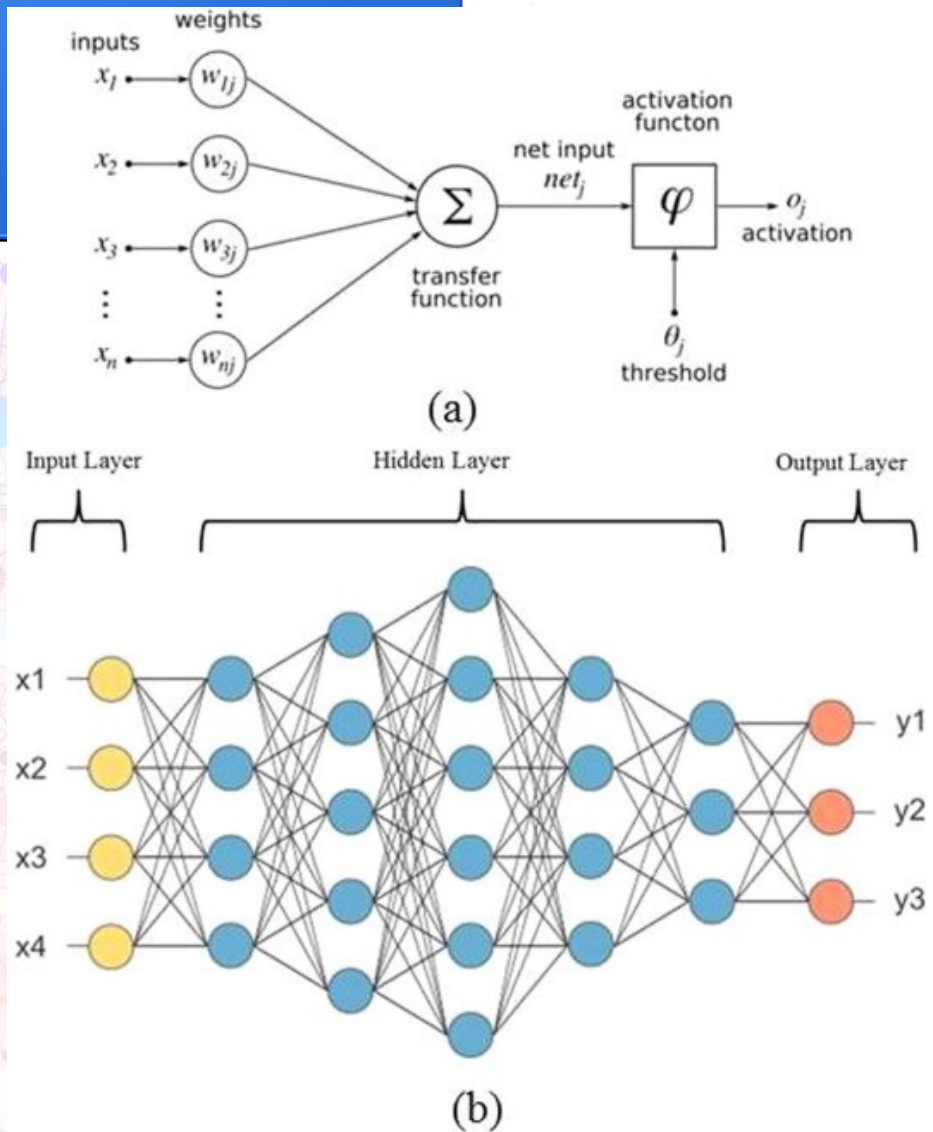 weights
inputs
x1 w1j
activation
functon
x2 w2j
net input
netj
Σ φ oj
activation
x3 w3j
transfer
function
θj
xn wnj
threshold
(a)
Input Layer Hidden Layer Output Layer
x1
y1
x2
y2
x3
y3
x4
(b)